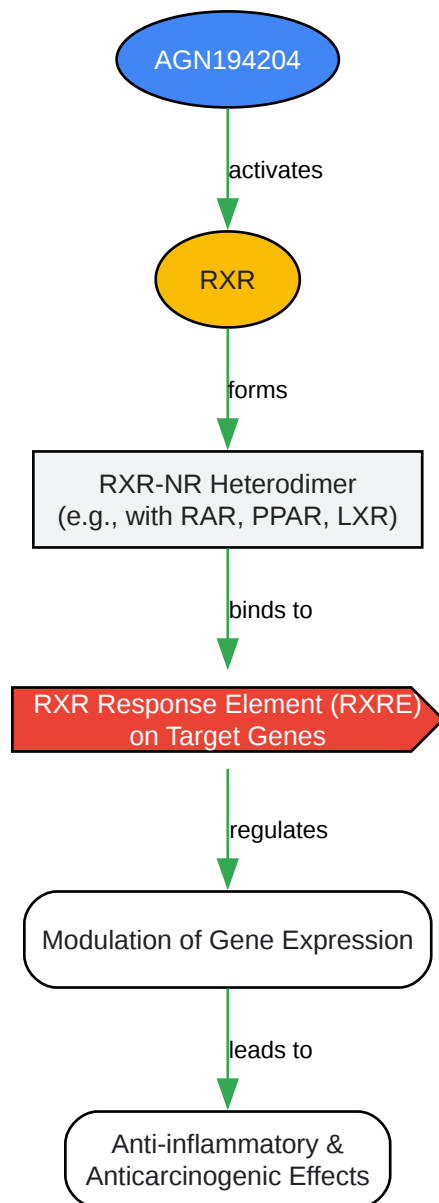 AGN194204
activates
RXR
forms
RXR-NR Heterodimer
(e.g., with RAR, PPAR, LXR)
binds to
RXR Response Element (RXRE)
on Target Genes
regulates
Modulation of Gene Expression
leads to
Anti-inflammatory &
Anticarcinogenic Effects